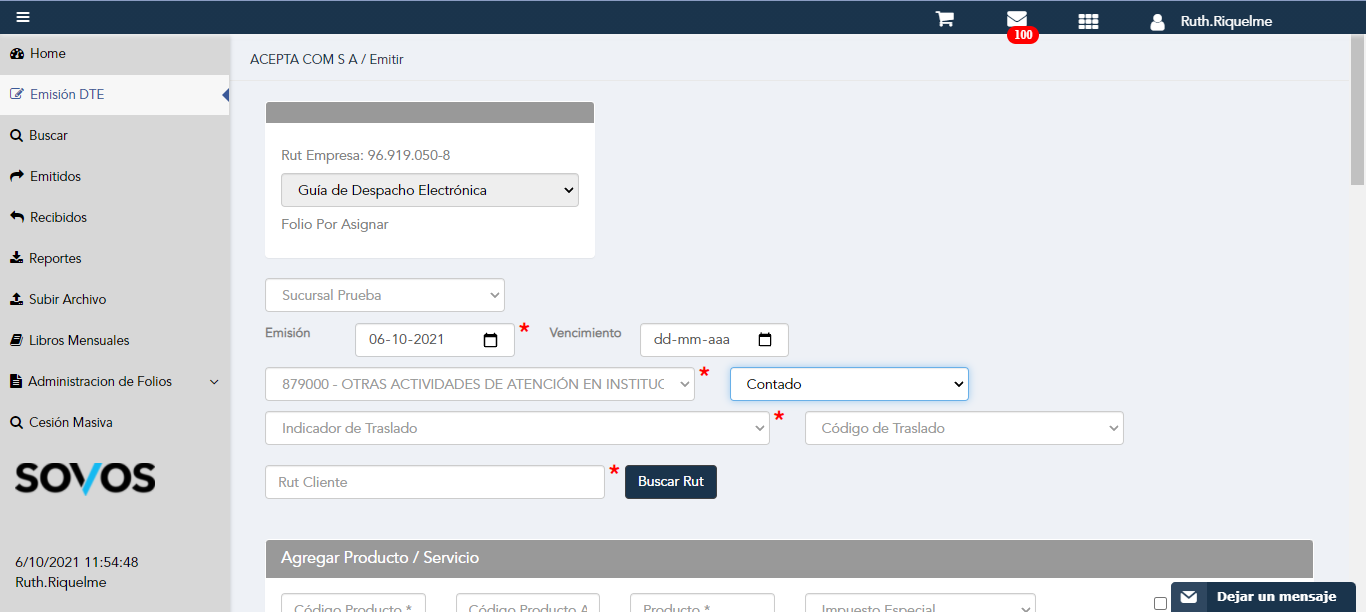 100
Ruth.Riquelme
Home
Emisión DTE
Buscar
Emitidos
Recibidos
Reportes
Subir Archivo
Libros Mensuales
Administracion de Folios
Cesión Masiva
SOVOS
6/10/2021 11:54:48
Ruth.Riquelme
ACEPTA COM S A / Emitir
Rut Empresa: 96.919.050-8
Guía de Despacho Electrónica
Folio Por Asignar
Sucursal Prueba
Emisión 06-10-2021 * Vencimiento dd-mm-aaa
879000 - OTRAS ACTIVIDADES DE ATENCIÓN EN INSTITUC * Contado
Indicador de Traslado * Código de Traslado
Rut Cliente * Buscar Rut
Agregar Producto / Servicio
Código Producto * Código Producto A Producto * Impuesto Especial
Dejar un mensaje